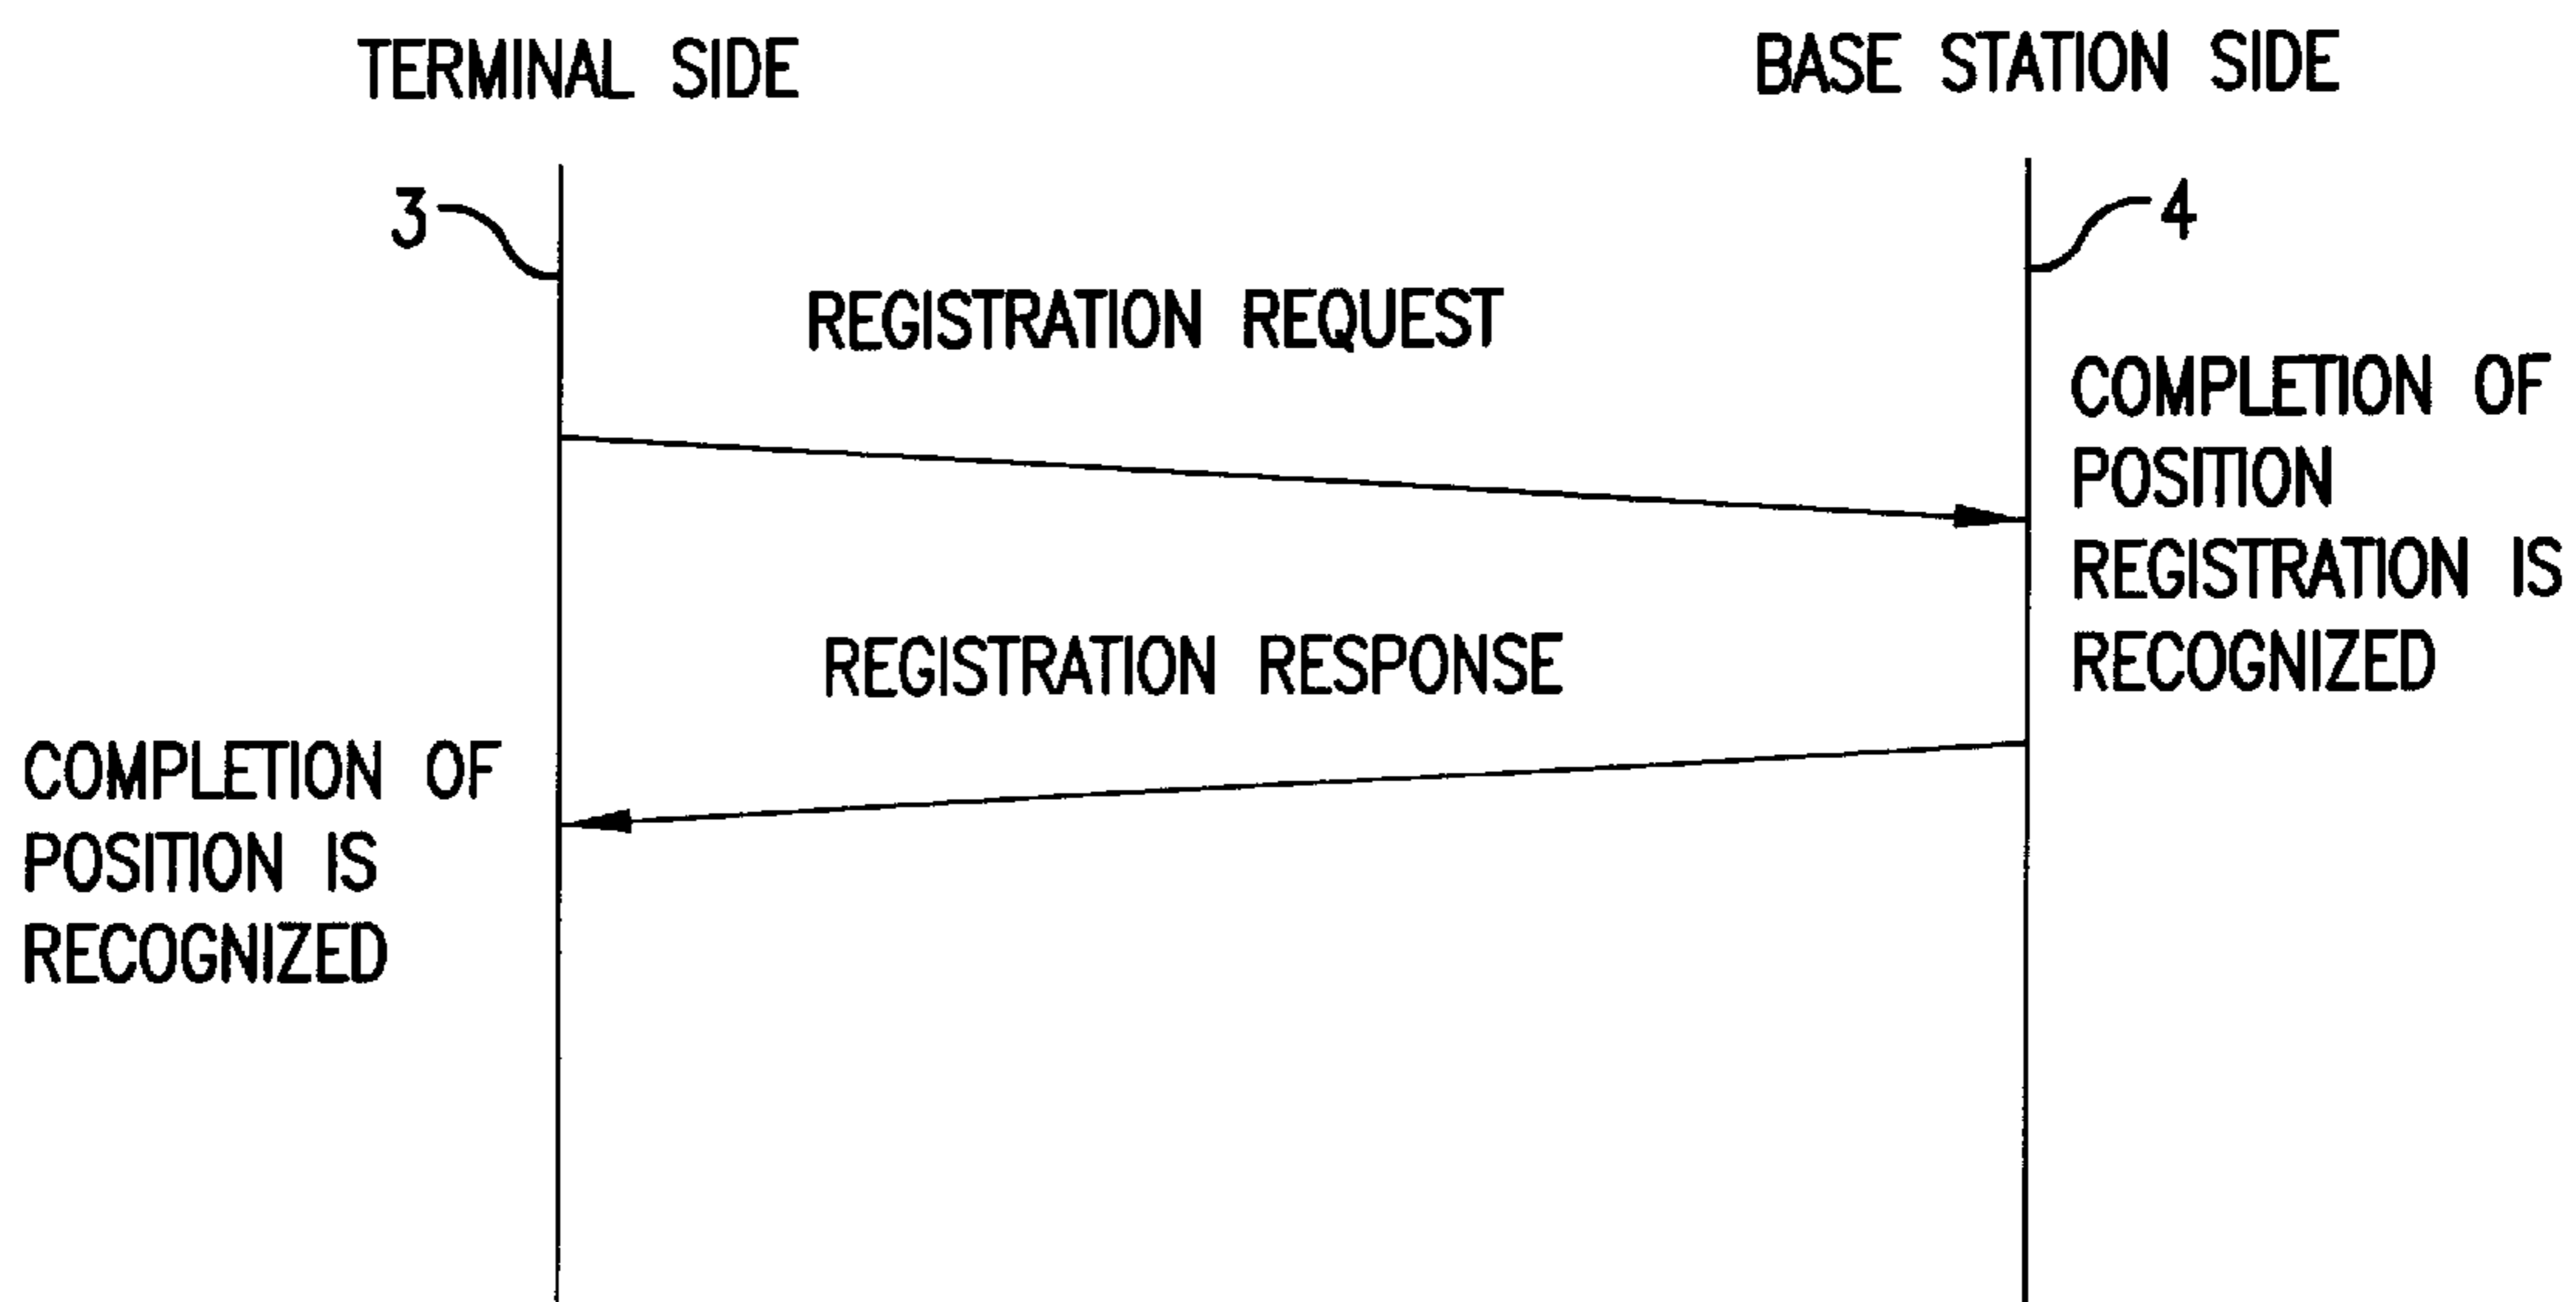 TERMINAL SIDE
BASE STATION SIDE
3
4
REGISTRATION REQUEST
COMPLETION OF
POSITION
REGISTRATION IS
RECOGNIZED
REGISTRATION RESPONSE
COMPLETION OF
POSITION IS
RECOGNIZED